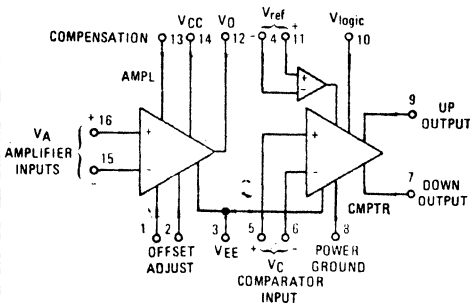 COMPENSATION 13
VCC 14
VO 12
Vref - 4 11 +
Vlogic 10
AMPL
VA AMPLIFIER INPUTS
+ 16
15 -
+
-
+
-
+
-
9 UP OUTPUT
7 DOWN OUTPUT
CMPTR
1 2 OFFSET ADJUST
3 VEE
5 6
+ VC -
COMPARATOR INPUT
8 POWER GROUND